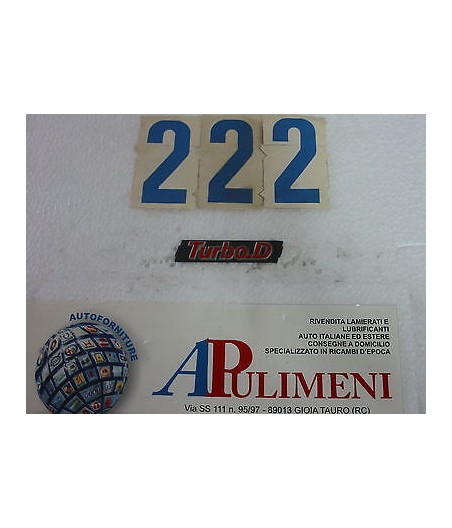 222
Turbo.D
AUTOFORNITURE
RIVENDITA LAMIERATI E
LUBRIFICANTI
AUTO ITALIANE ED ESTERE
CONSEGNE A DOMICILIO
SPECIALIZZATO IN RICAMBI D'EPOCA
APULIMENI
Via SS 111 n. 95/97 - 89013 GIOIA TAURO (RC)